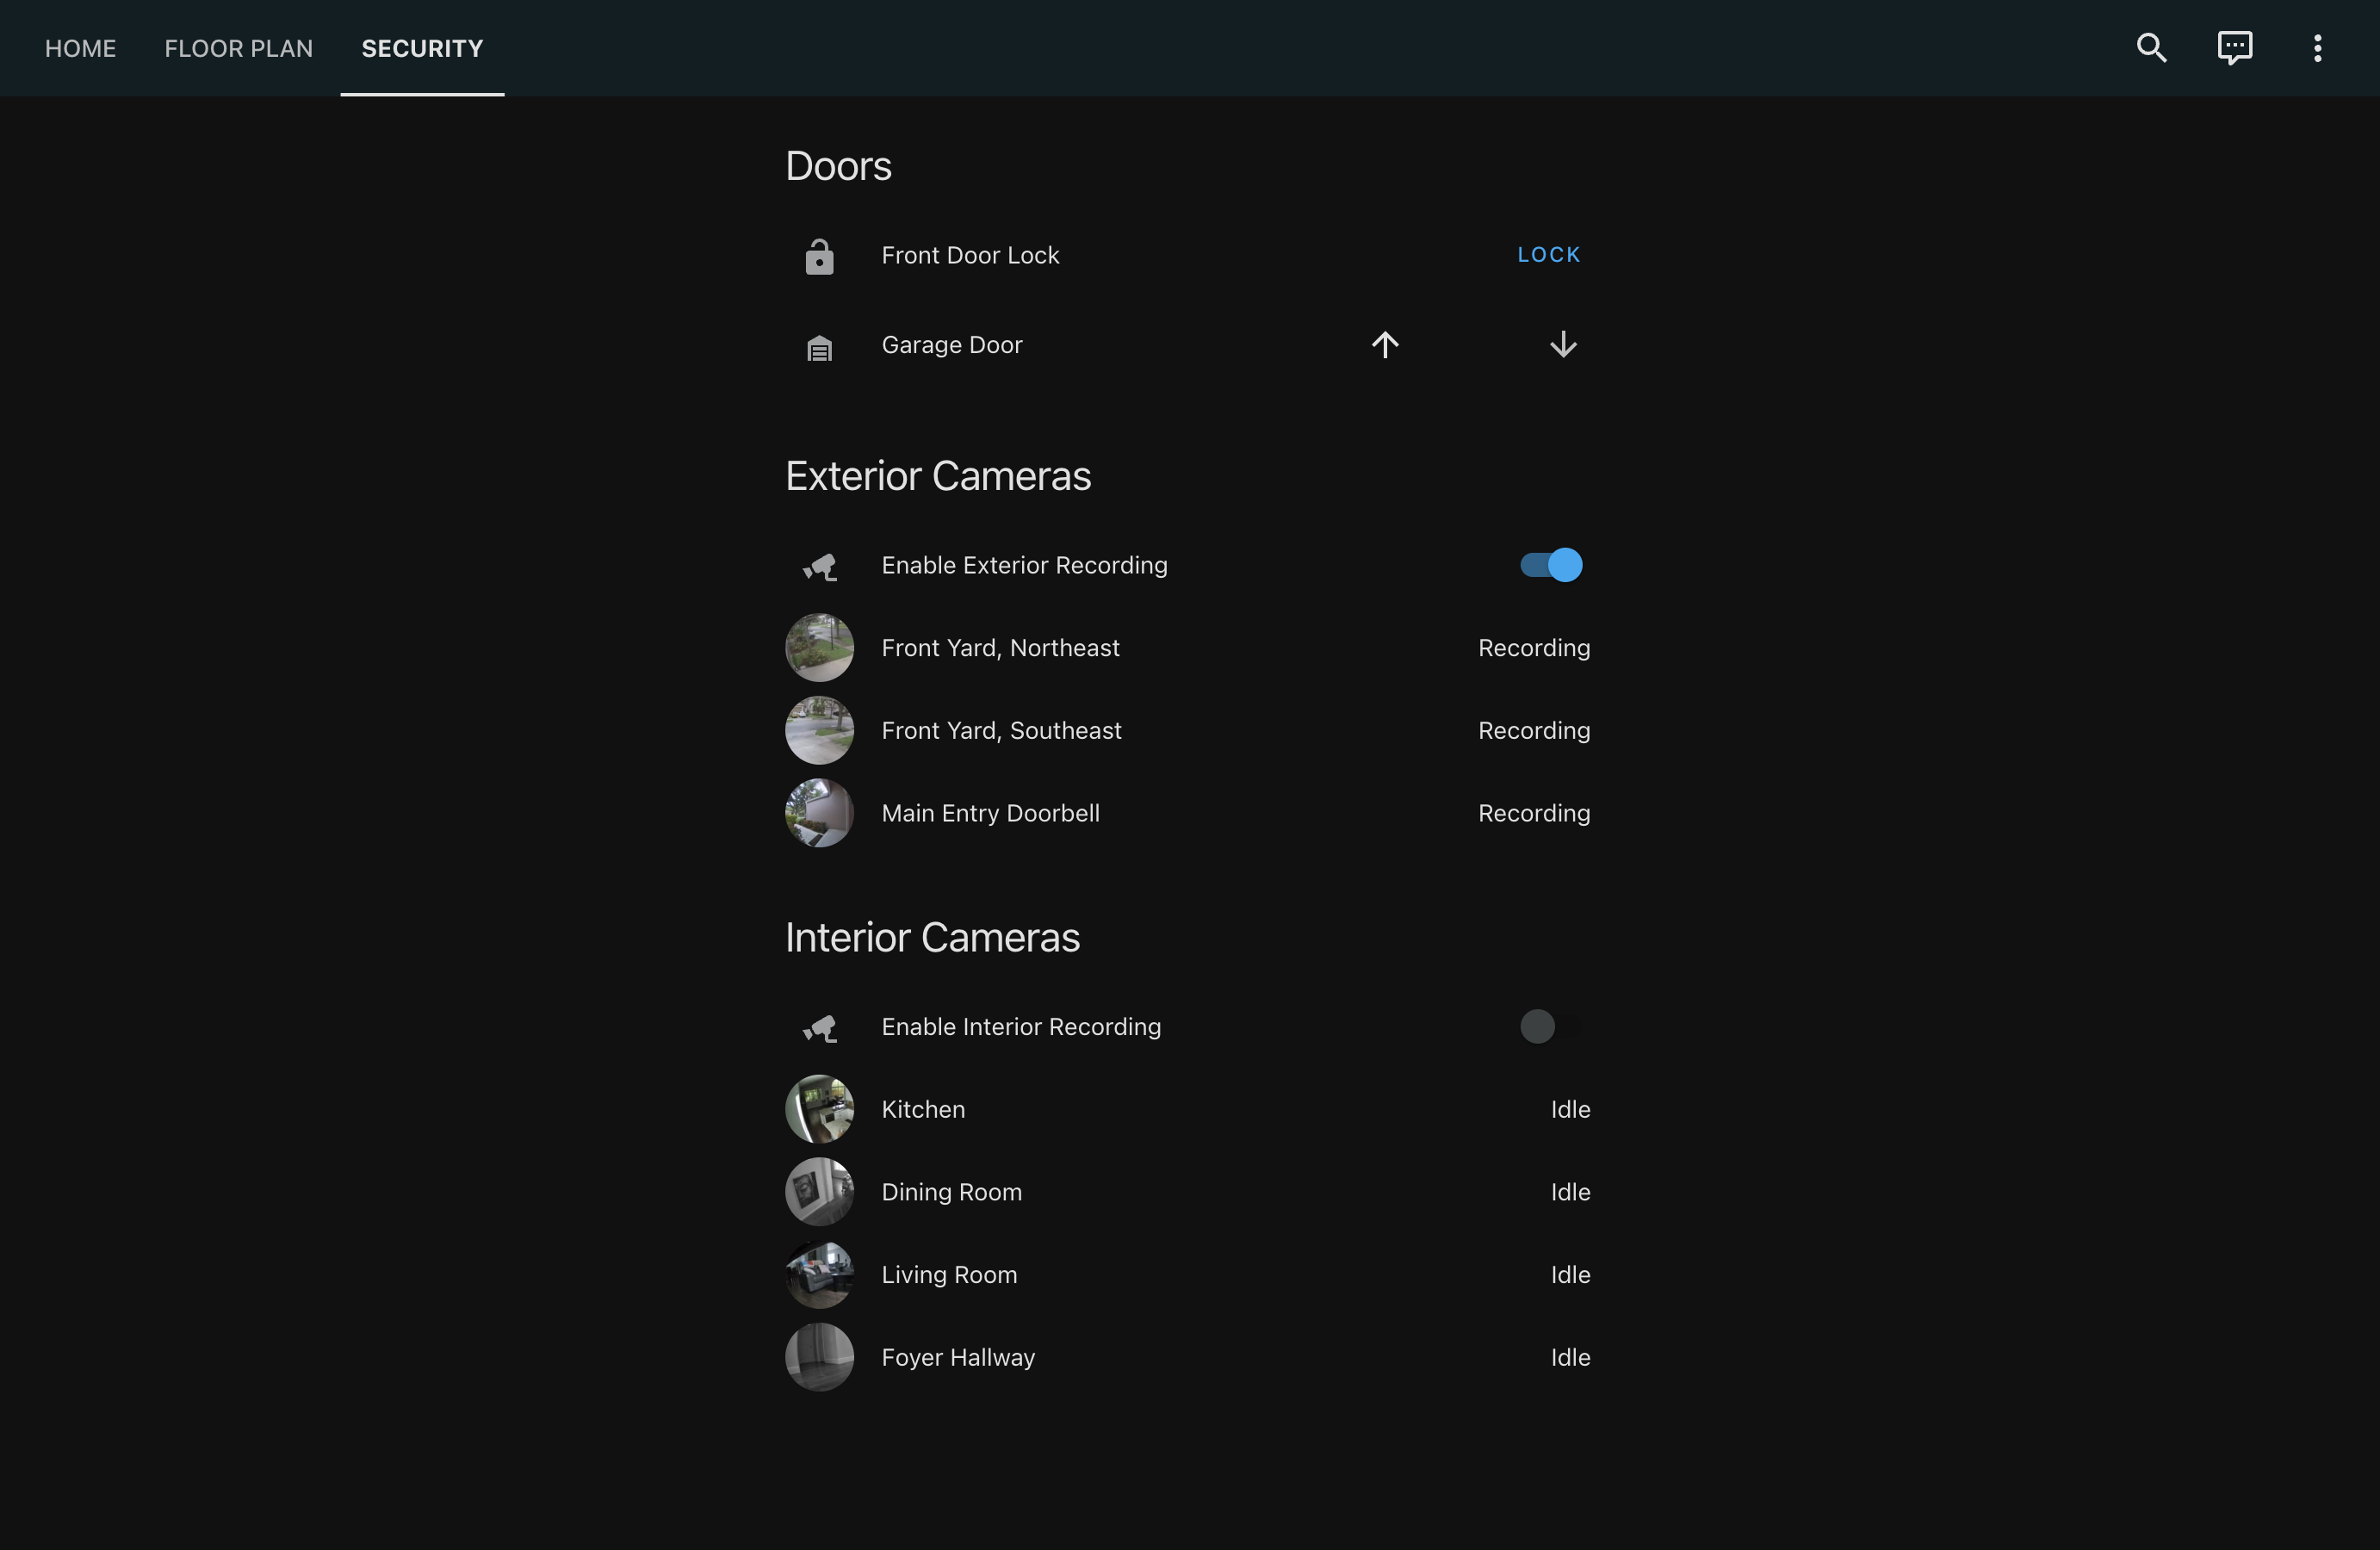 HOME FLOOR PLAN SECURITY
Doors
Front Door Lock LOCK
Garage Door
Exterior Cameras
Enable Exterior Recording
Front Yard, Northeast Recording
Front Yard, Southeast Recording
Main Entry Doorbell Recording
Interior Cameras
Enable Interior Recording
Kitchen Idle
Dining Room Idle
Living Room Idle
Foyer Hallway Idle